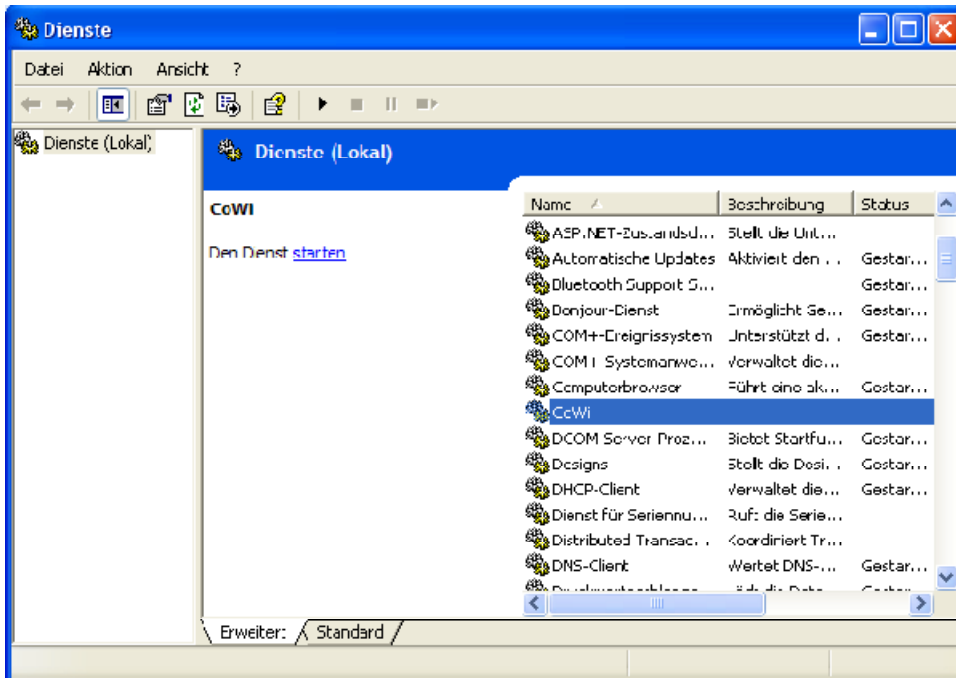 Dienste
Datei Aktion Ansicht ?
Dienste (Lokal)
Dienste (Lokal)
CoWi
Den Dienst starten
Name Beschreibung Status
ASP.NET-Zustandsd... Stellt die Unt...
Automatische Updates Aktiviert den ... Gestar...
Bluetooth Support S... Gestar...
Bonjour-Dienst Ermöglicht Ge... Gestar...
COM+-Ereignissystem Unterstützt d... Gestar...
COM+-Systemanwe... Verwaltet die...
Computerbrowser Führt eine ak... Gestar...
CoWi
DCOM-Server-Proz... Bietet Startfu... Gestar...
Designs Stellt die Desi... Gestar...
DHCP-Client Verwaltet die... Gestar...
Dienst für Seriennu... Ruft die Serie...
Distributed Transac... Koordiniert Tr...
DNS-Client Wertet DNS-... Gestar...
Erweitert Standard